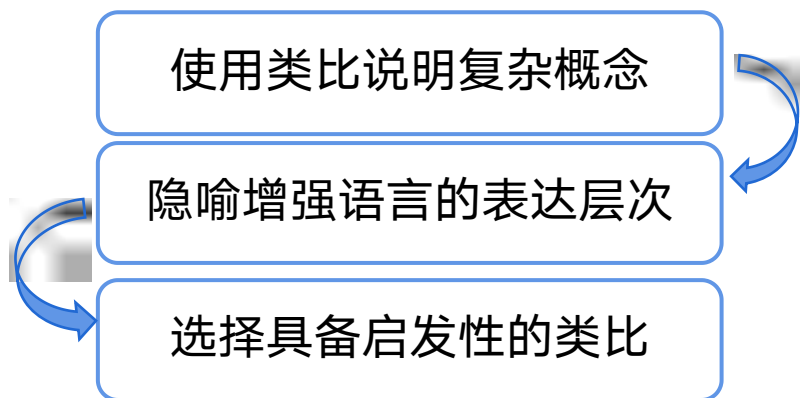 使用类比说明复杂概念
隐喻增强语言的表达层次
选择具备启发性的类比